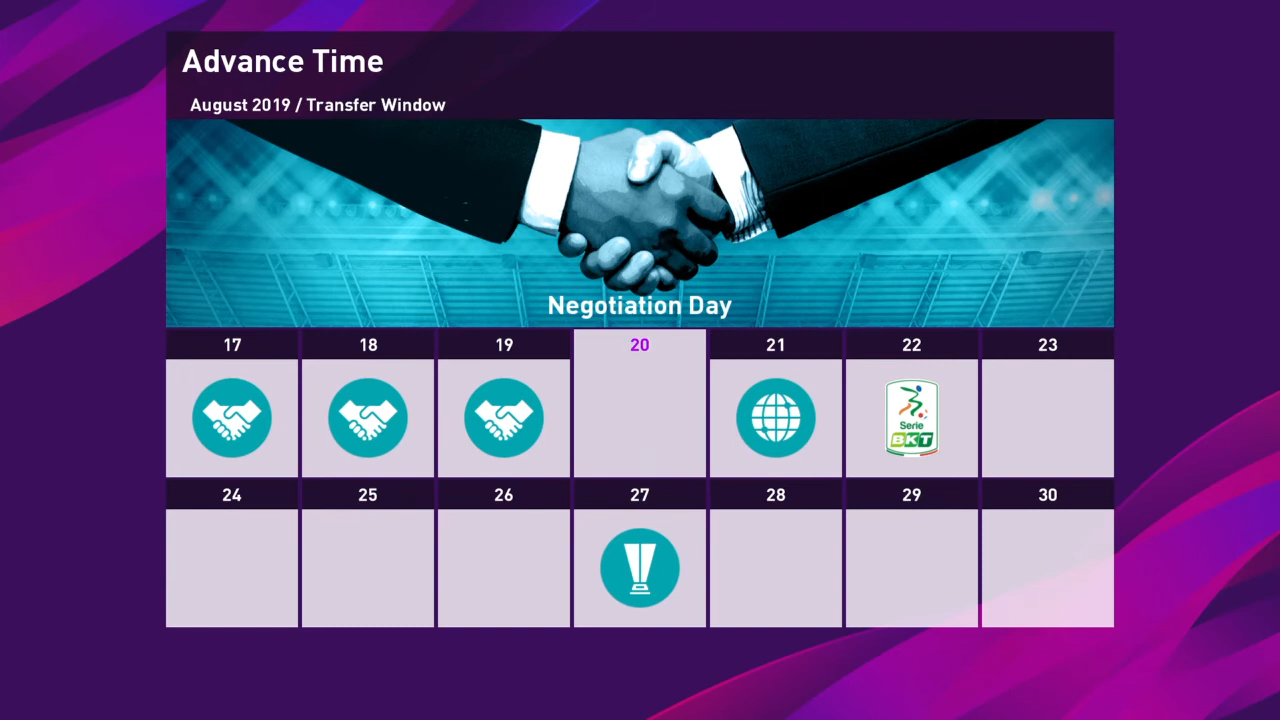 Advance Time
August 2019 / Transfer Window
Negotiation Day
17 18 19 20 21 22 23
Serie
BKT
24 25 26 27 28 29 30